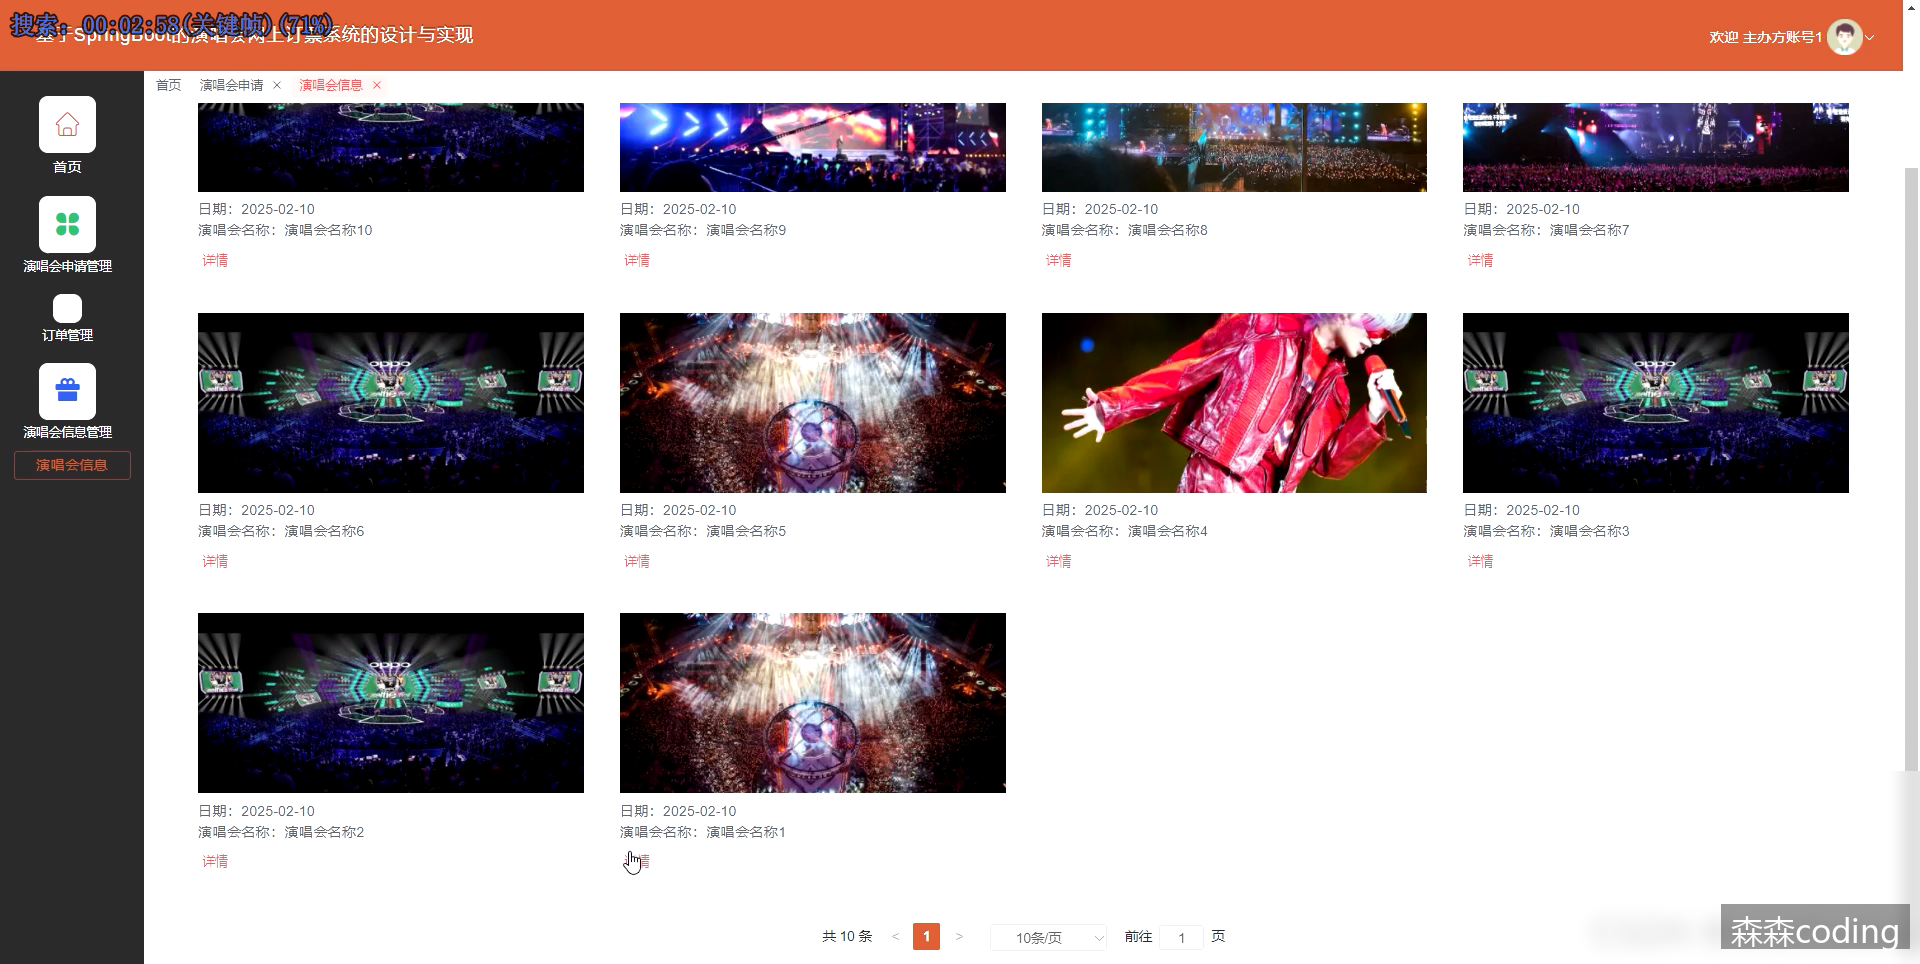 搜索: 00:02:58(关键帧)(71%)
基于SpringBoot的演唱会网上订票系统的设计与实现
欢迎 主办方账号1
首页 演唱会申请 × 演唱会信息 ×
首页
演唱会申请管理
订单管理
演唱会信息管理
演唱会信息
日期：2025-02-10
演唱会名称：演唱会名称10
详情
日期：2025-02-10
演唱会名称：演唱会名称9
详情
日期：2025-02-10
演唱会名称：演唱会名称8
详情
日期：2025-02-10
演唱会名称：演唱会名称7
详情
oppo
日期：2025-02-10
演唱会名称：演唱会名称6
详情
日期：2025-02-10
演唱会名称：演唱会名称5
详情
日期：2025-02-10
演唱会名称：演唱会名称4
详情
oppo
日期：2025-02-10
演唱会名称：演唱会名称3
详情
oppo
日期：2025-02-10
演唱会名称：演唱会名称2
详情
日期：2025-02-10
演唱会名称：演唱会名称1
详情
共 10 条 < 1 > 10条/页 前往 1 页
森森coding